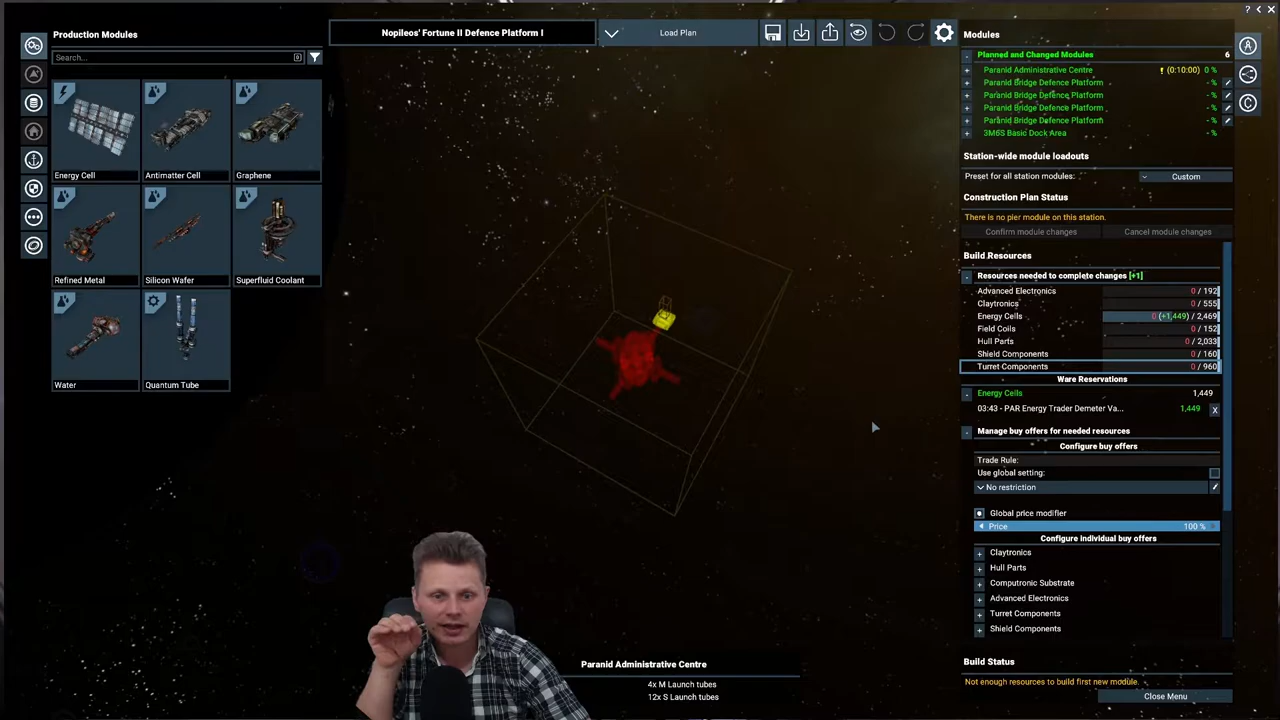 Production Modules
Search...
Energy Cell
Antimatter Cell
Graphene
Refined Metal
Silicon Wafer
Superfluid Coolant
Water
Quantum Tube
Nopileos' Fortune II Defence Platform I
Load Plan
Paranid Administrative Centre
4x M Launch tubes
12x S Launch tubes
Modules
Planned and Changed Modules 6
Paranid Administrative Centre ! (0:10:00) 0 %
Paranid Bridge Defence Platform - %
Paranid Bridge Defence Platform - %
Paranid Bridge Defence Platform - %
Paranid Bridge Defence Platform - %
3M6S Basic Dock Area - %
Station-wide module loadouts
Preset for all station modules: Custom
Construction Plan Status
There is no pier module on this station.
Confirm module changes Cancel module changes
Build Resources
Resources needed to complete changes [+1]
Advanced Electronics 0 / 192
Claytronics 0 / 555
Energy Cells 0 (+1,449) / 2,469
Field Coils 0 / 152
Hull Parts 0 / 2,033
Shield Components 0 / 160
Turret Components 0 / 960
Ware Reservations
Energy Cells 1,449
03:43 - PAR Energy Trader Demeter Va... 1,449 X
Manage buy offers for needed resources
Configure buy offers
Trade Rule:
Use global setting:
No restriction
Global price modifier
Price 100 %
Configure individual buy offers
Claytronics
Hull Parts
Computronic Substrate
Advanced Electronics
Turret Components
Shield Components
Build Status
Not enough resources to build first new module.
Close Menu